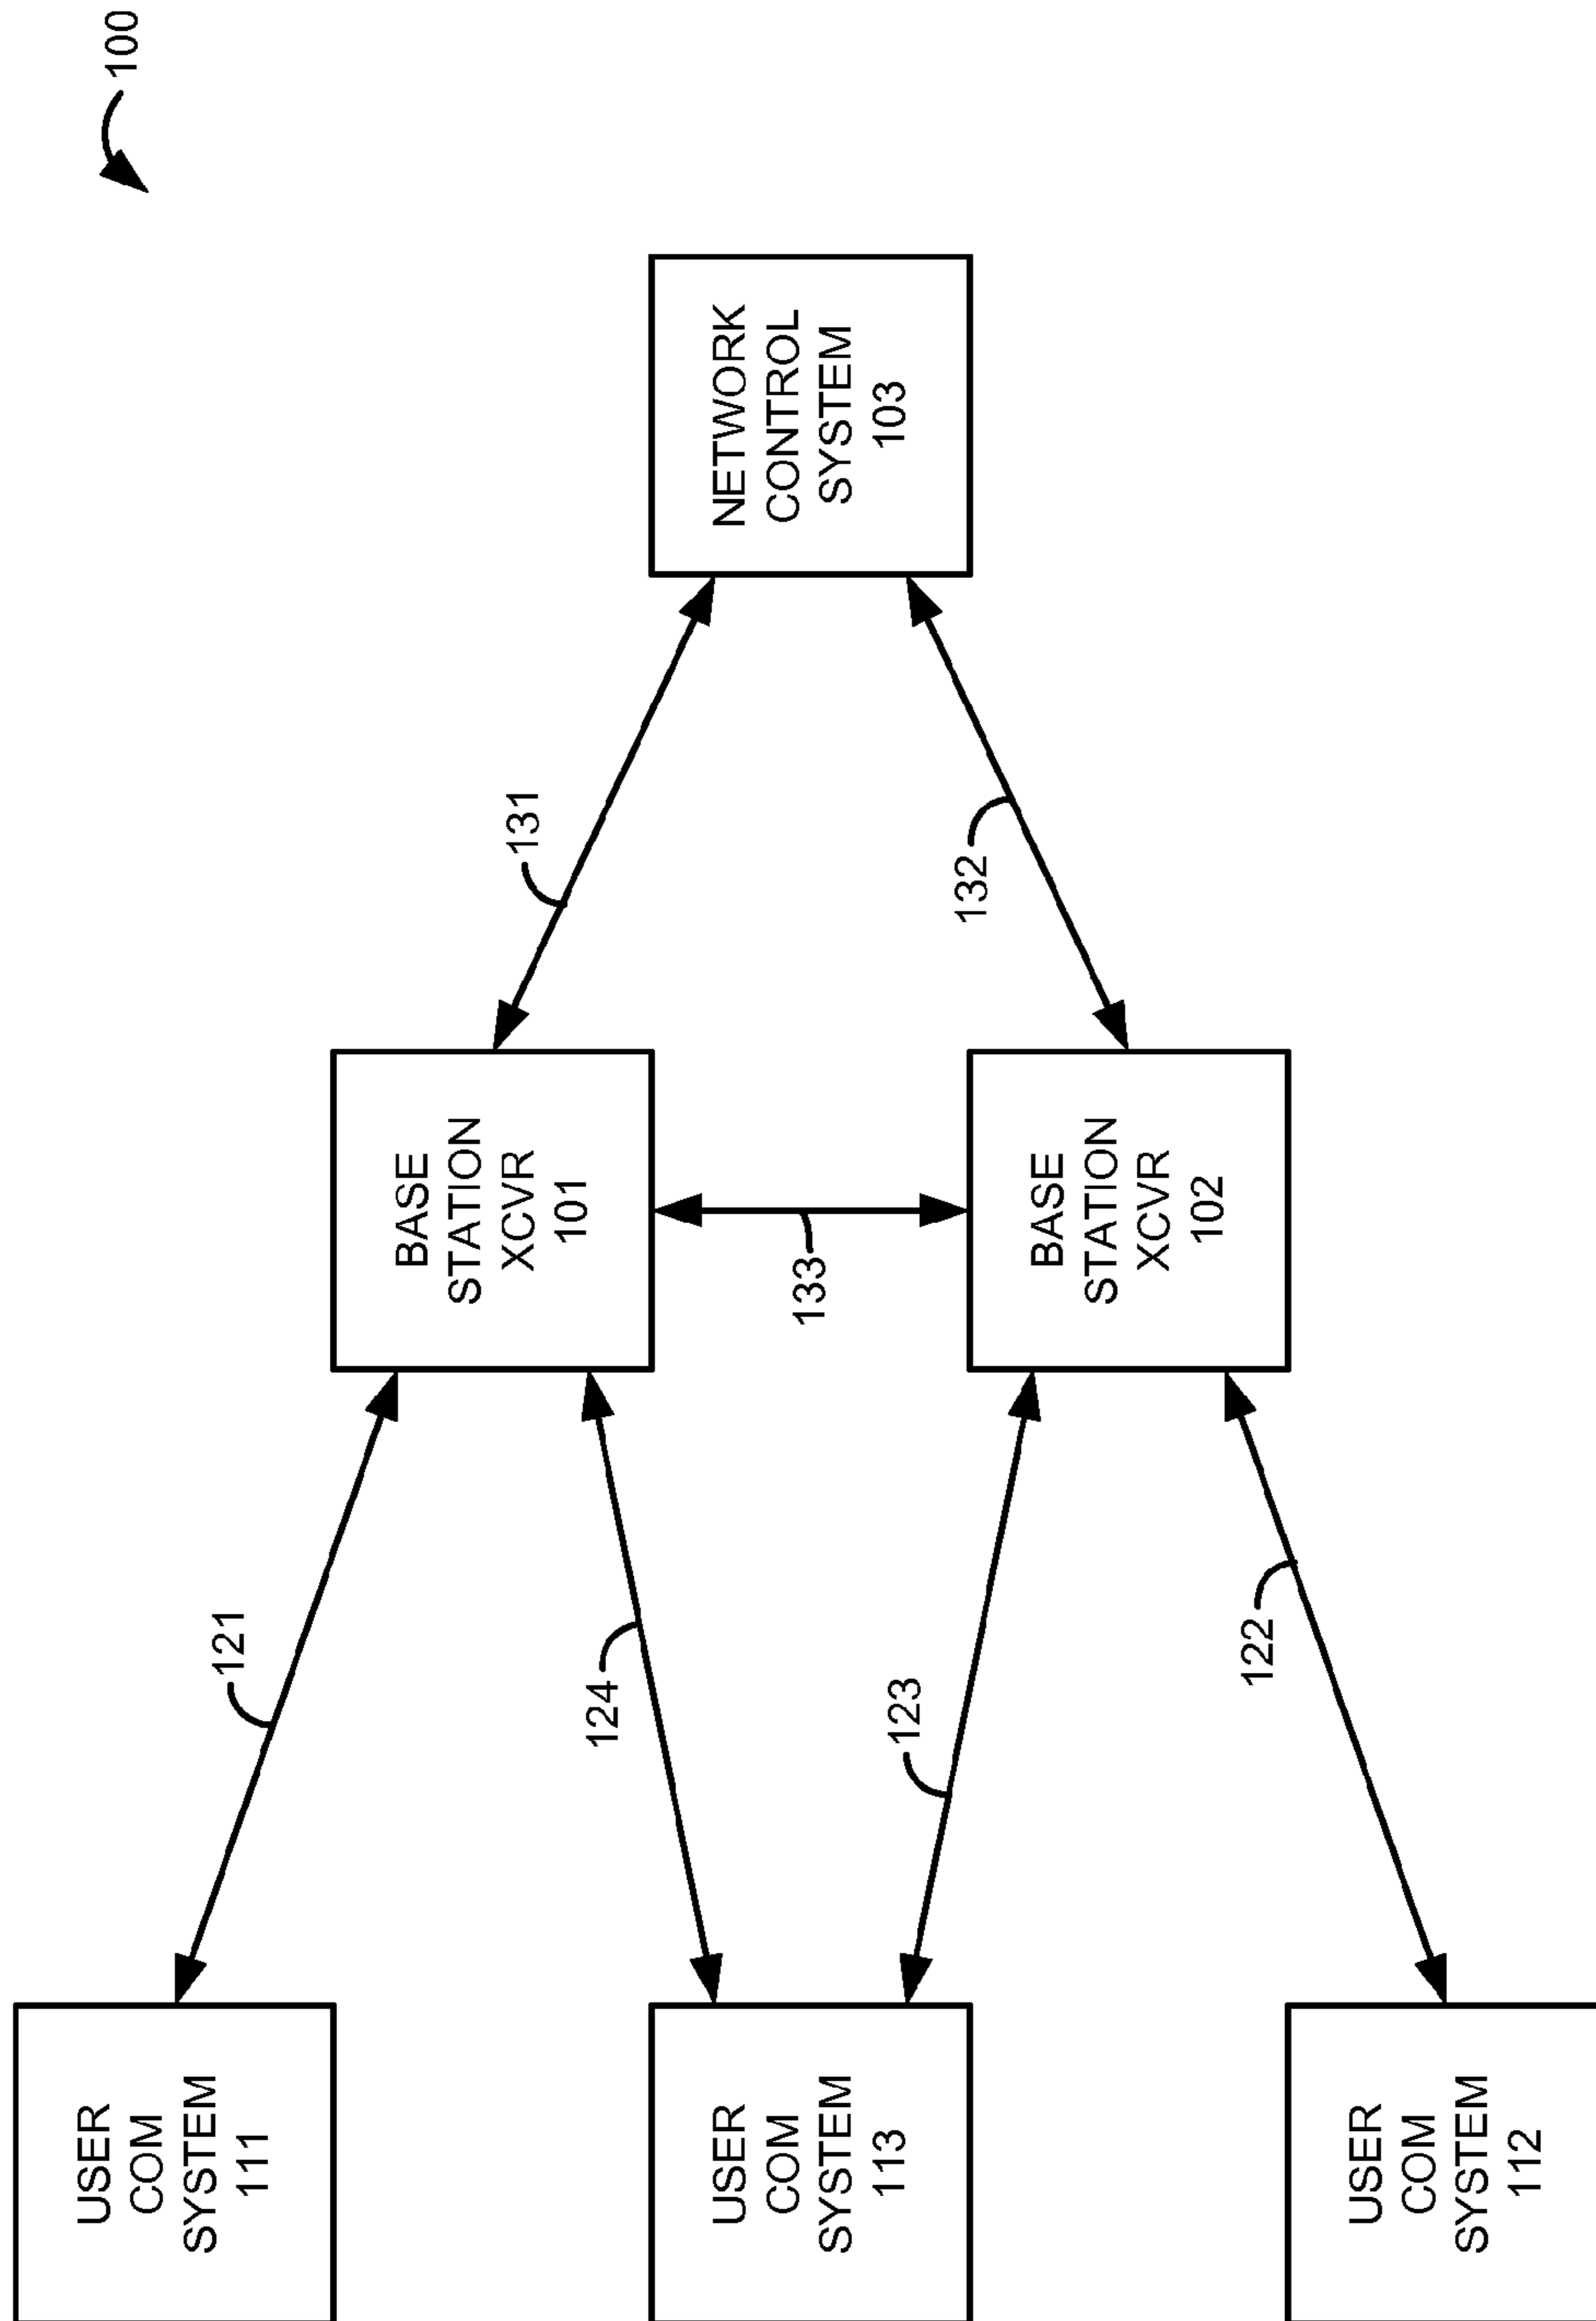 100
USER
COM
SYSTEM
111
121
BASE
STATION
XCVR
101
131
124
USER
COM
SYSTEM
113
133
NETWORK
CONTROL
SYSTEM
103
123
132
BASE
STATION
XCVR
102
122
USER
COM
SYSTEM
112